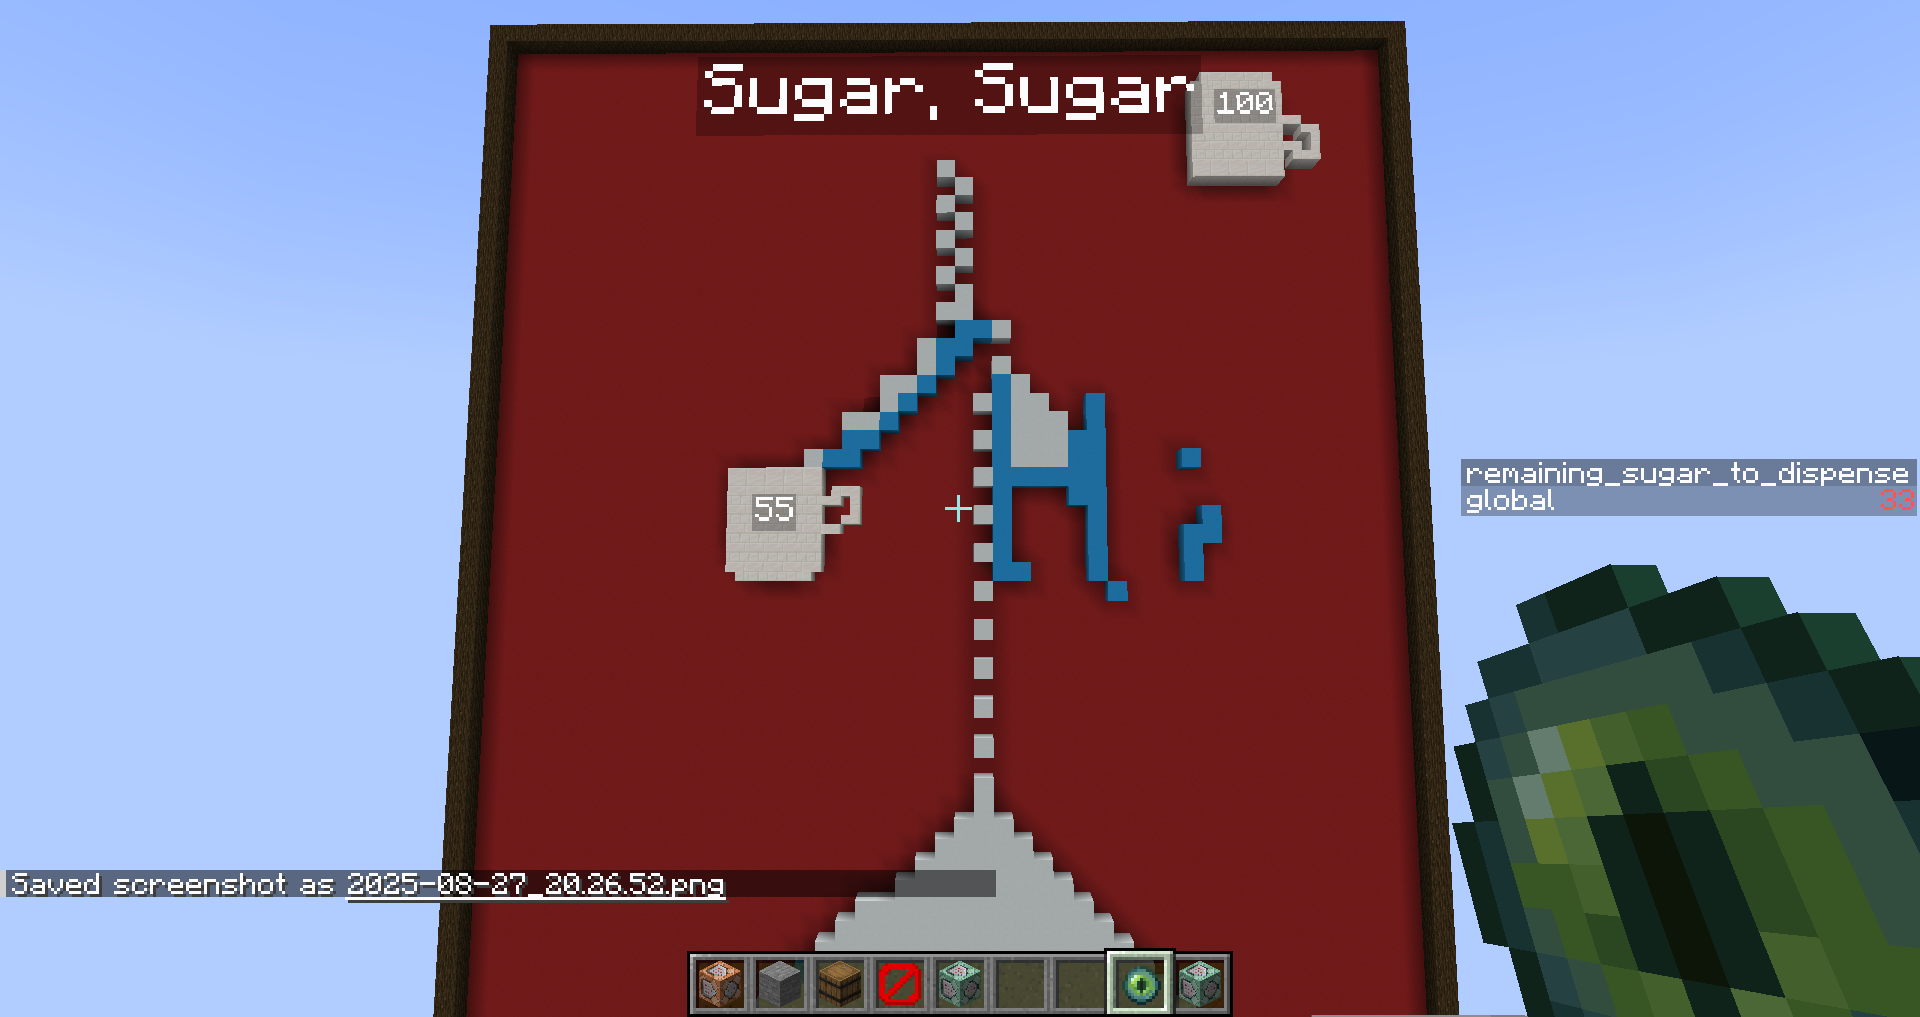 Sugar, Sugar
100
remaining_sugar_to_dispense
global 33
55
Saved screenshot as 2025-08-27_20.26.52.png